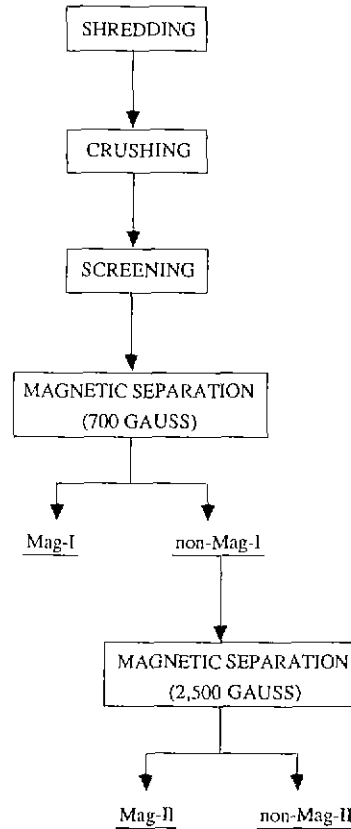 SHREDDING
CRUSHING
SCREENING
MAGNETIC SEPARATION
(700 GAUSS)
Mag-I
non-Mag-I
MAGNETIC SEPARATION
(2,500 GAUSS)
Mag-II
non-Mag-II